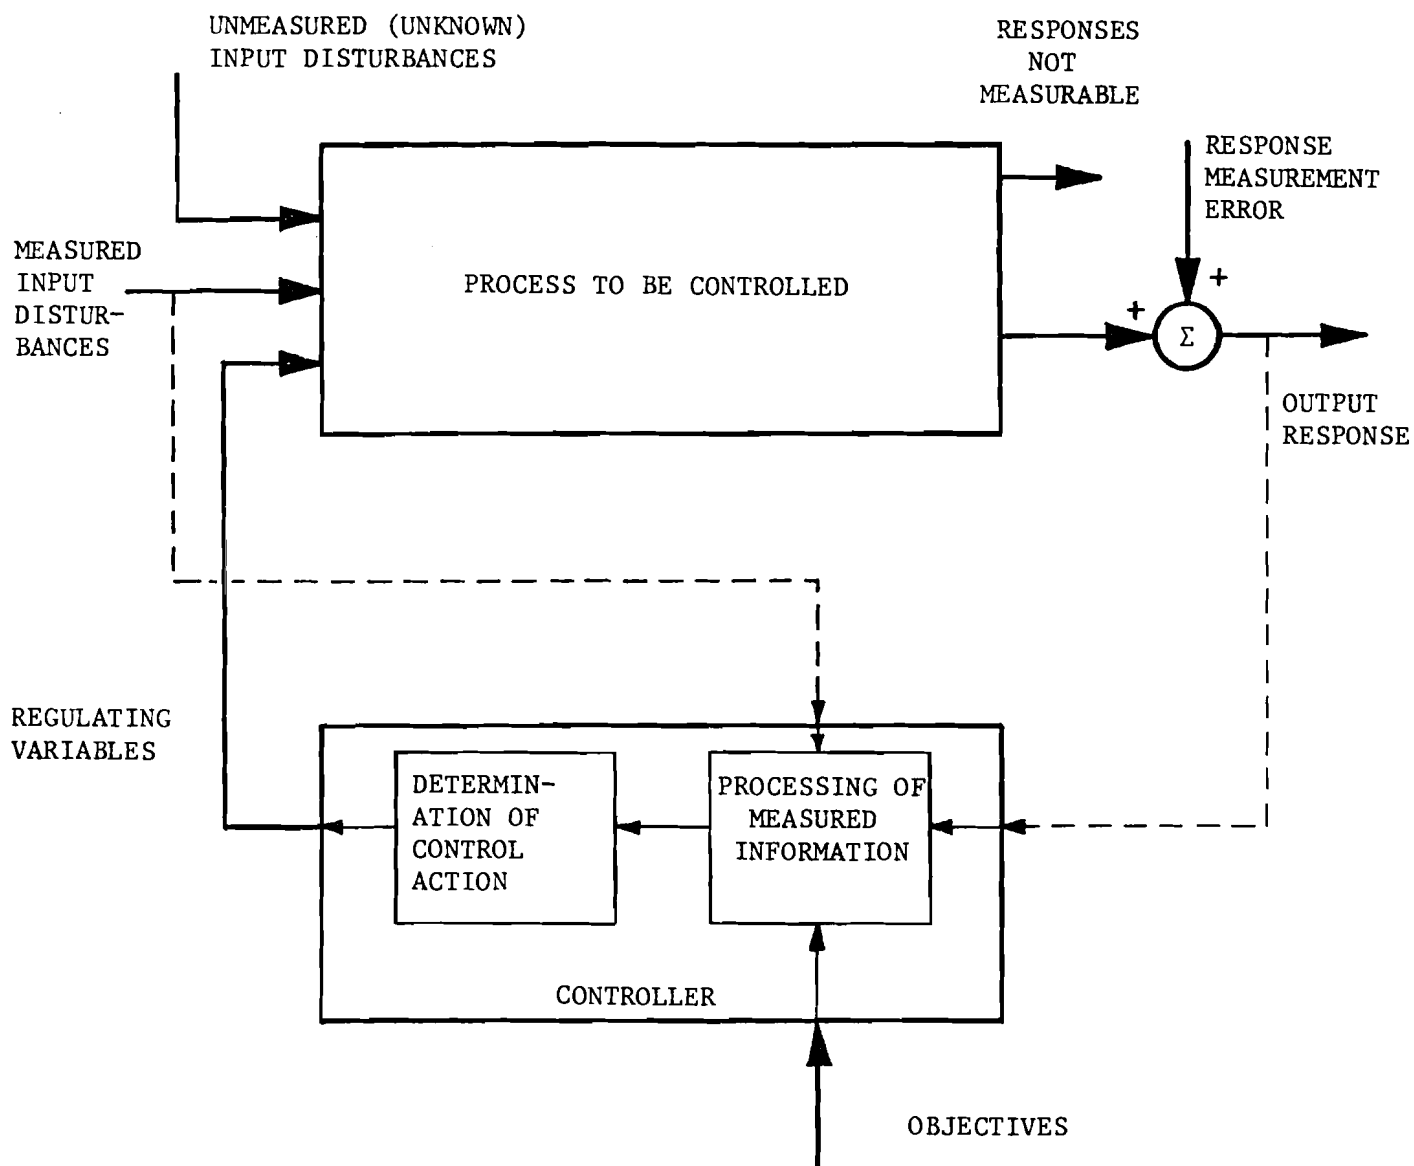 UNMEASURED (UNKNOWN)
INPUT DISTURBANCES
RESPONSES
NOT
MEASURABLE
RESPONSE
MEASUREMENT
ERROR
MEASURED
INPUT
DISTUR-
BANCES
PROCESS TO BE CONTROLLED
+
+
Σ
OUTPUT
RESPONSE
REGULATING
VARIABLES
DETERMIN-
ATION OF
CONTROL
ACTION
PROCESSING OF
MEASURED
INFORMATION
CONTROLLER
OBJECTIVES